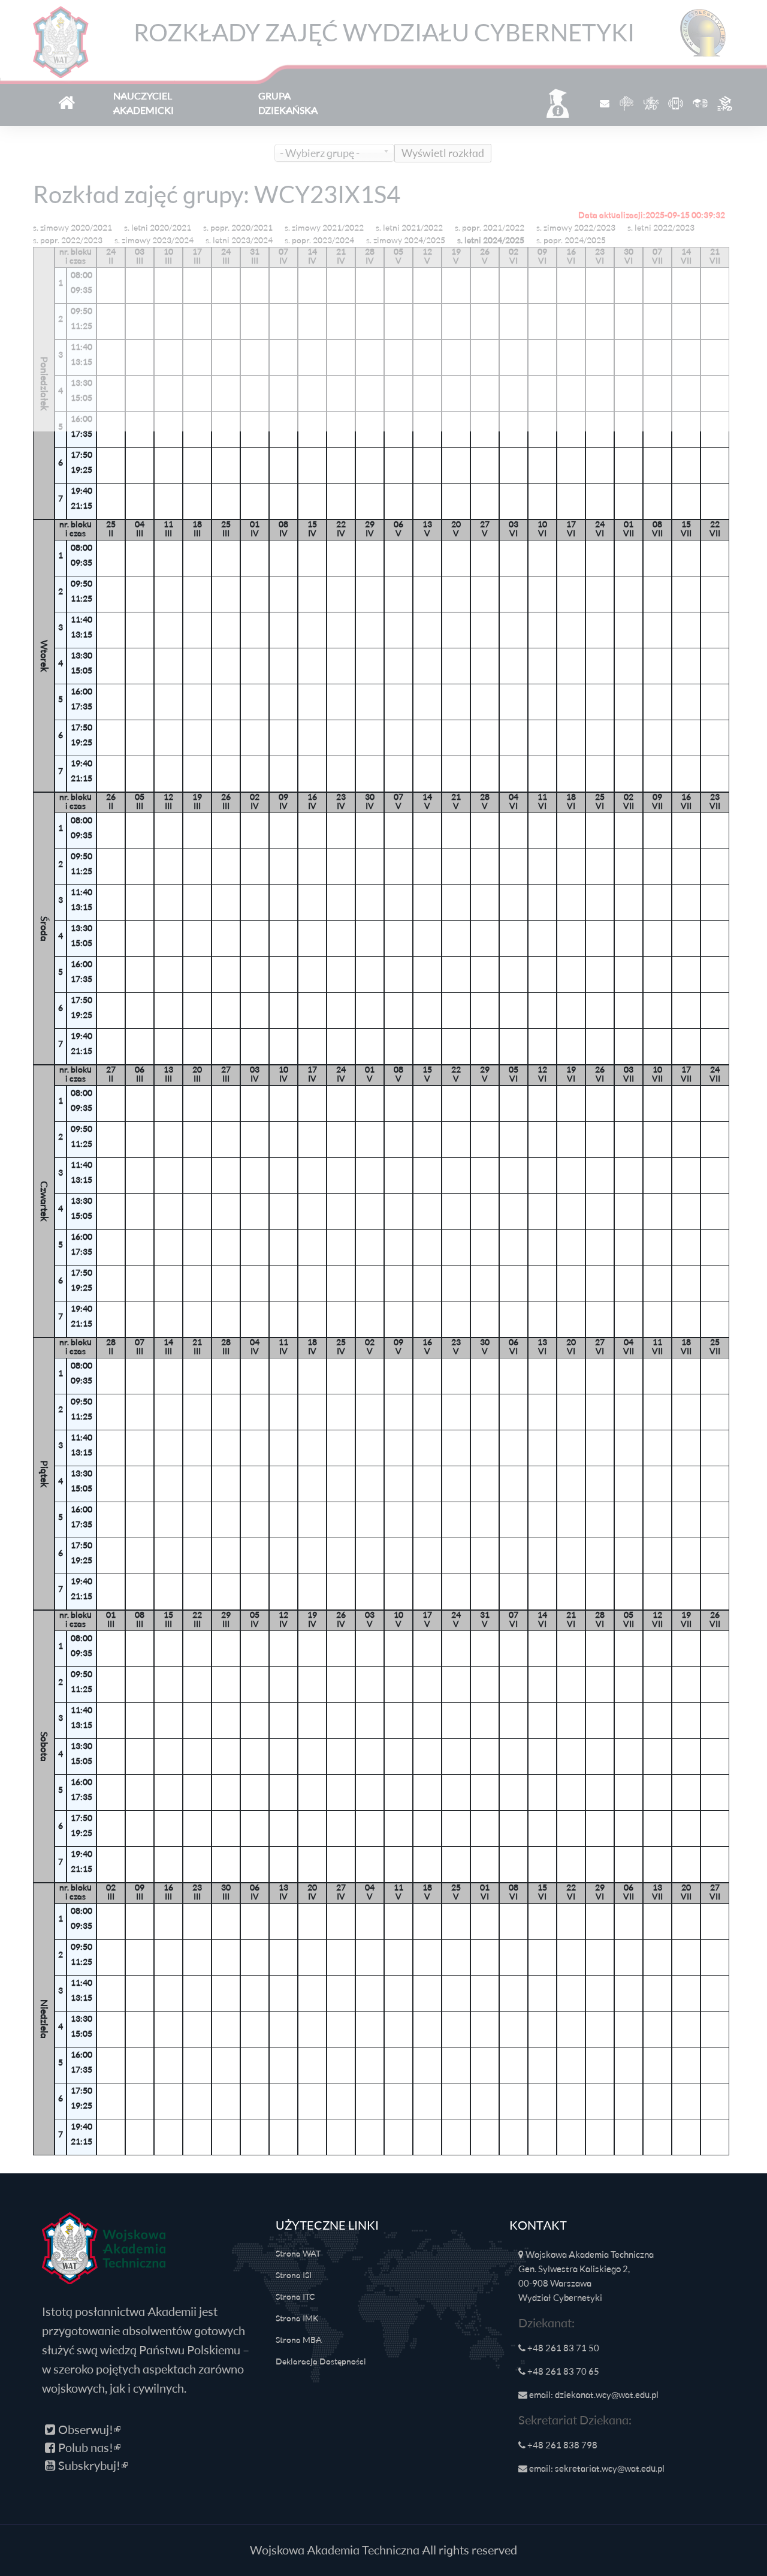 WAT
ROZKŁADY ZAJĘĆ WYDZIAŁU CYBERNETYKI
NAUCZYCIEL
AKADEMICKI
GRUPA
DZIEKAŃSKA
- Wybierz grupę -
Wyświetl rozkład
Rozkład zajęć grupy: WCY23IX1S4
Data aktualizacji:2025-09-15 00:39:32
s. zimowy 2020/2021 s. letni 2020/2021 s. popr. 2020/2021 s. zimowy 2021/2022 s. letni 2021/2022 s. popr. 2021/2022 s. zimowy 2022/2023 s. letni 2022/2023
s. popr. 2022/2023 s. zimowy 2023/2024 s. letni 2023/2024 s. popr. 2023/2024 s. zimowy 2024/2025 s. letni 2024/2025 s. popr. 2024/2025
Poniedziałek
nr. bloku 24 03 10 17 24 31 07 14 21 28 05 12 19 26 02 09 16 23 30 07 14 21
i czas II III III III III III IV IV IV IV V V V V VI VI VI VI VI VII VII VII
1 08:00
09:35
2 09:50
11:25
3 11:40
13:15
4 13:30
15:05
5 16:00
17:35
6 17:50
19:25
7 19:40
21:15
Wtorek
nr. bloku 25 04 11 18 25 01 08 15 22 29 06 13 20 27 03 10 17 24 01 08 15 22
i czas II III III III III IV IV IV IV IV V V V V VI VI VI VI VII VII VII VII
1 08:00
09:35
2 09:50
11:25
3 11:40
13:15
4 13:30
15:05
5 16:00
17:35
6 17:50
19:25
7 19:40
21:15
Środa
nr. bloku 26 05 12 19 26 02 09 16 23 30 07 14 21 28 04 11 18 25 02 09 16 23
i czas II III III III III IV IV IV IV IV V V V V VI VI VI VI VII VII VII VII
1 08:00
09:35
2 09:50
11:25
3 11:40
13:15
4 13:30
15:05
5 16:00
17:35
6 17:50
19:25
7 19:40
21:15
Czwartek
nr. bloku 27 06 13 20 27 03 10 17 24 01 08 15 22 29 05 12 19 26 03 10 17 24
i czas II III III III III IV IV IV IV V V V V V VI VI VI VI VII VII VII VII
1 08:00
09:35
2 09:50
11:25
3 11:40
13:15
4 13:30
15:05
5 16:00
17:35
6 17:50
19:25
7 19:40
21:15
Piątek
nr. bloku 28 07 14 21 28 04 11 18 25 02 09 16 23 30 06 13 20 27 04 11 18 25
i czas II III III III III IV IV IV IV V V V V V VI VI VI VI VII VII VII VII
1 08:00
09:35
2 09:50
11:25
3 11:40
13:15
4 13:30
15:05
5 16:00
17:35
6 17:50
19:25
7 19:40
21:15
Sobota
nr. bloku 01 08 15 22 29 05 12 19 26 03 10 17 24 31 07 14 21 28 05 12 19 26
i czas III III III III III IV IV IV IV V V V V V VI VI VI VI VII VII VII VII
1 08:00
09:35
2 09:50
11:25
3 11:40
13:15
4 13:30
15:05
5 16:00
17:35
6 17:50
19:25
7 19:40
21:15
Niedziela
nr. bloku 02 09 16 23 30 06 13 20 27 04 11 18 25 01 08 15 22 29 06 13 20 27
i czas III III III III III IV IV IV IV V V V V VI VI VI VI VI VII VII VII VII
1 08:00
09:35
2 09:50
11:25
3 11:40
13:15
4 13:30
15:05
5 16:00
17:35
6 17:50
19:25
7 19:40
21:15
WAT
Wojskowa
Akademia
Techniczna
Istotą posłannictwa Akademii jest
przygotowanie absolwentów gotowych
służyć swą wiedzą Państwu Polskiemu –
w szeroko pojętych aspektach zarówno
wojskowych, jak i cywilnych.
Obserwuj!
Polub nas!
Subskrybuj!
UŻYTECZNE LINKI
Strona WAT
Strona ISI
Strona ITC
Strona IMK
Strona MBA
Deklaracja Dostępności
KONTAKT
Wojskowa Akademia Techniczna
Gen. Sylwestra Kaliskiego 2,
00-908 Warszawa
Wydział Cybernetyki
Dziekanat:
+48 261 83 71 50
+48 261 83 70 65
email: dziekanat.wcy@wat.edu.pl
Sekretariat Dziekana:
+48 261 838 798
email: sekretariat.wcy@wat.edu.pl
Wojskowa Akademia Techniczna All rights reserved